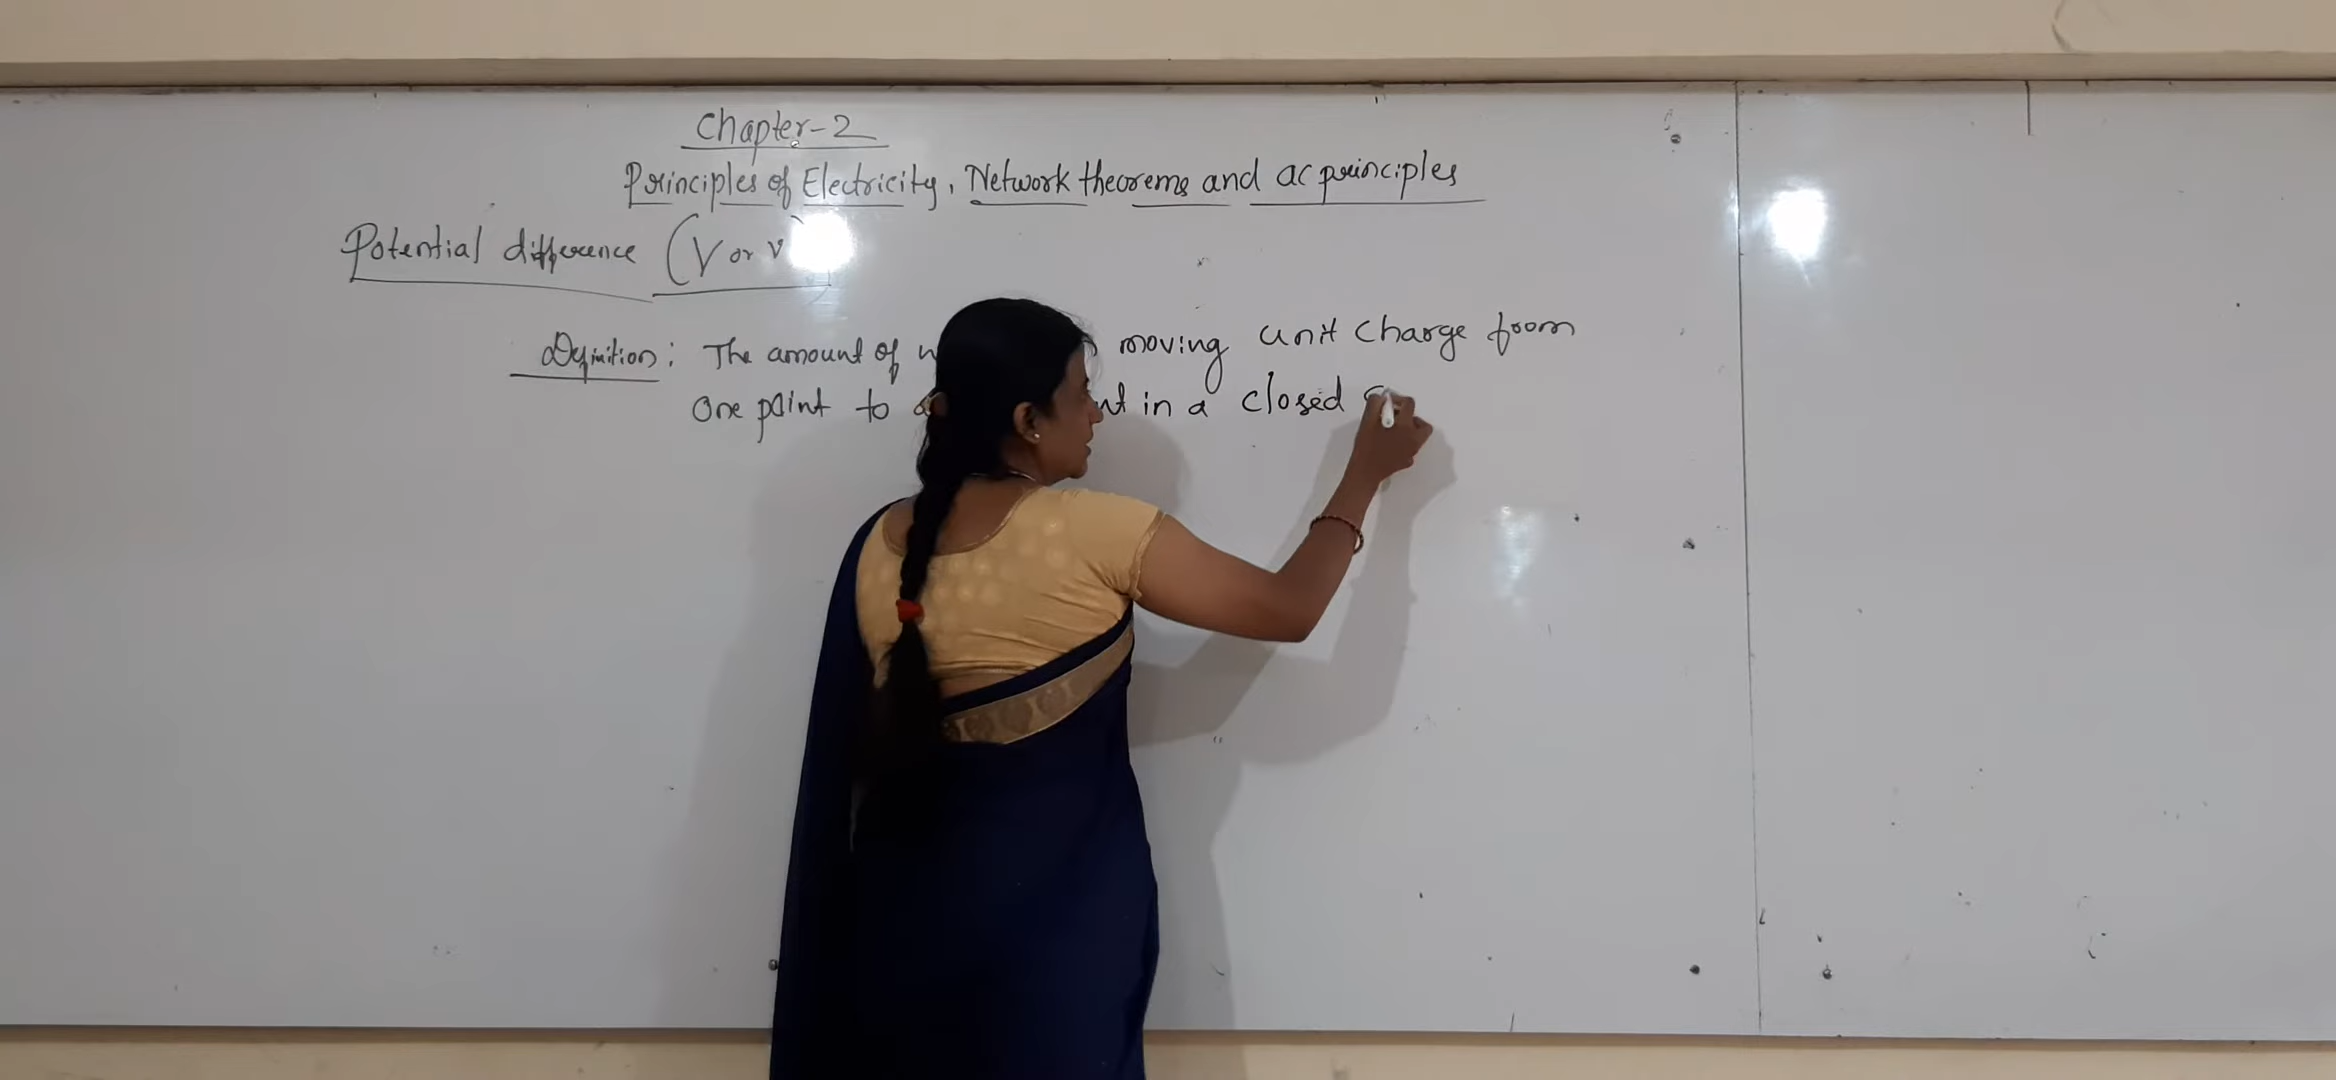 Chapter-2
Principles of Electricity, Network theorems and ac principles
Potential difference (V or v)
Definition: The amount of moving unit charge from
One point to in a closed